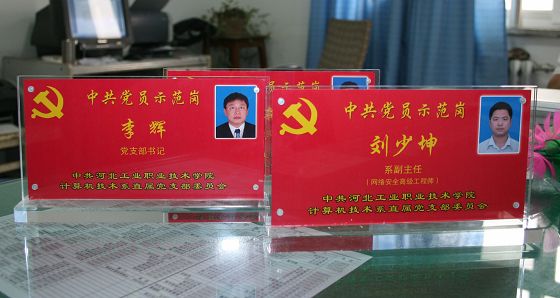 中共党员示范岗
李辉
党支部书记
中共河北工业职业技术学院
计算机技术系直属党支部委员会
中共党员示范岗
刘少坤
系副主任
(网络安全高级工程师)
中共河北工业职业技术学院
计算机技术系直属党支部委员会